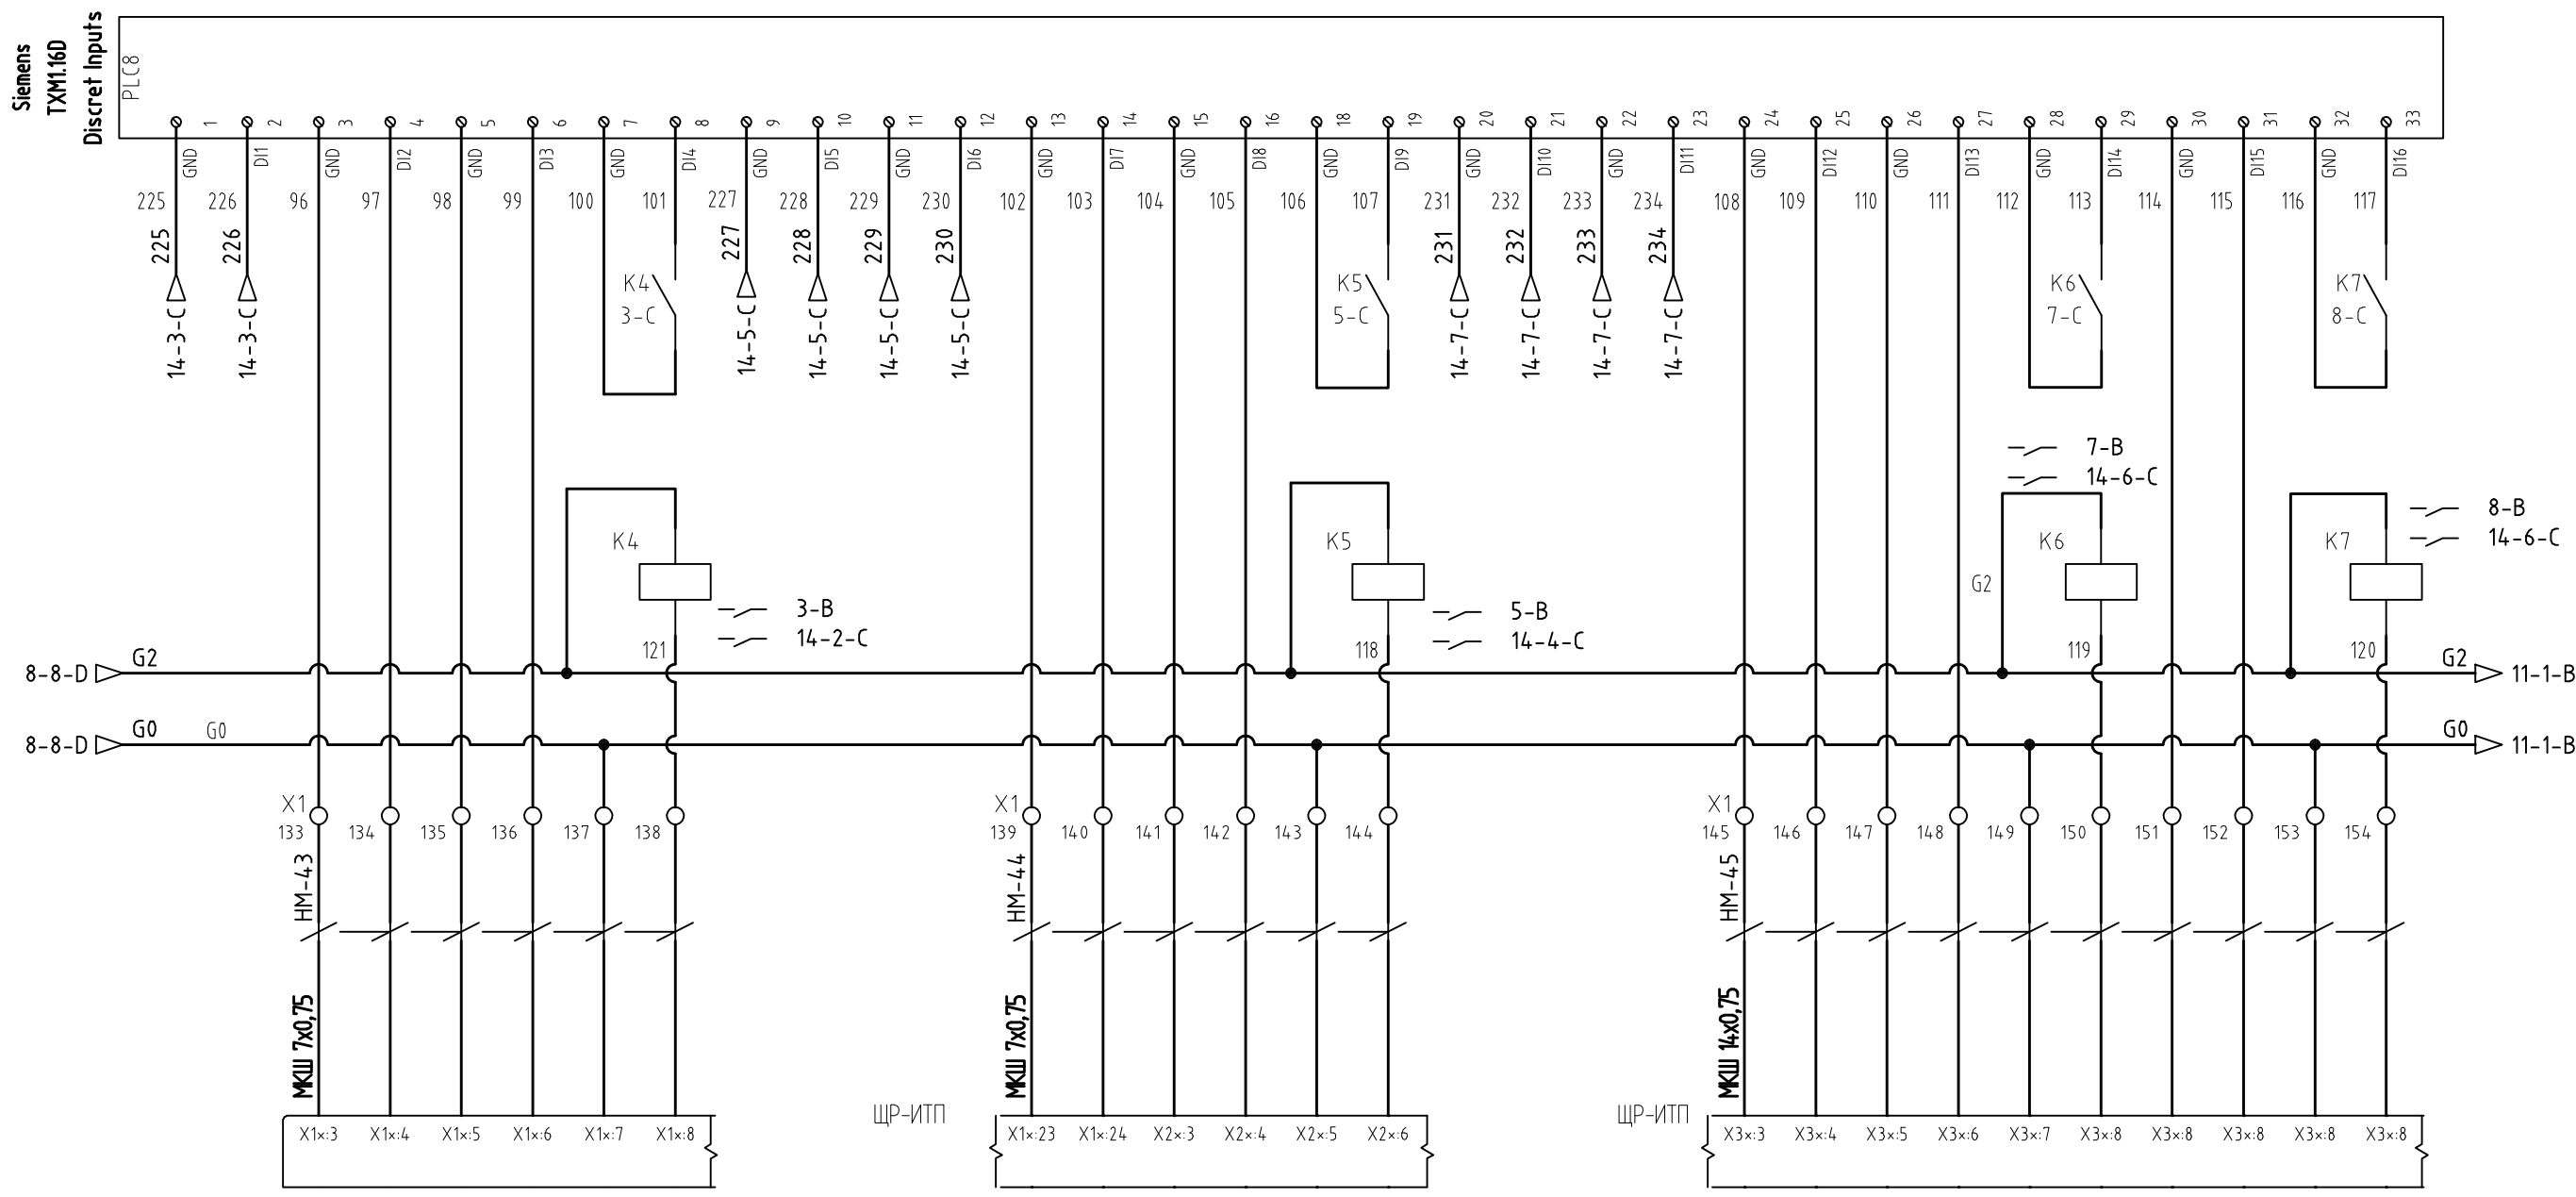 Siemens
TXM1.16D
Discret Inputs
PLC8
1 2 3 4 5 6 7 8 9 10 11 12 13 14 15 16 18 19 20 21 22 23 24 25 26 27 28 29 30 31 32 33
GND DI1 GND DI2 GND DI3 GND DI4 GND DI5 GND DI6 GND DI7 GND DI8 GND DI9 GND DI10 GND DI11 GND DI12 GND DI13 GND DI14 GND DI15 GND DI16
225 226 96 97 98 99 100 101 227 228 229 230 102 103 104 105 106 107 231 232 233 234 108 109 110 111 112 113 114 115 116 117
225 226 227 228 229 230 231 232 233 234
K4 K5 K6 K7
3-C 5-C 7-C 8-C
14-3-C 14-3-C 14-5-C 14-5-C 14-5-C 14-5-C 14-7-C 14-7-C 14-7-C 14-7-C
7-B
14-6-C
8-B
14-6-C
K4 K5 K6 K7
G2
3-B
14-2-C
5-B
14-4-C
121 118 119 120
8-8-D G2 G2 11-1-B
8-8-D G0 G0 G0 11-1-B
X1 X1 X1
133 134 135 136 137 138 139 140 141 142 143 144 145 146 147 148 149 150 151 152 153 154
НМ-43 НМ-44 НМ-45
МКШ 7х0,75 МКШ 7х0,75 МКШ 14х0,75
ЩР-ИТП ЩР-ИТП
X1×:3 X1×:4 X1×:5 X1×:6 X1×:7 X1×:8 X1×:23 X1×:24 X2×:3 X2×:4 X2×:5 X2×:6 X3×:3 X3×:4 X3×:5 X3×:6 X3×:7 X3×:8 X3×:8 X3×:8 X3×:8 X3×:8